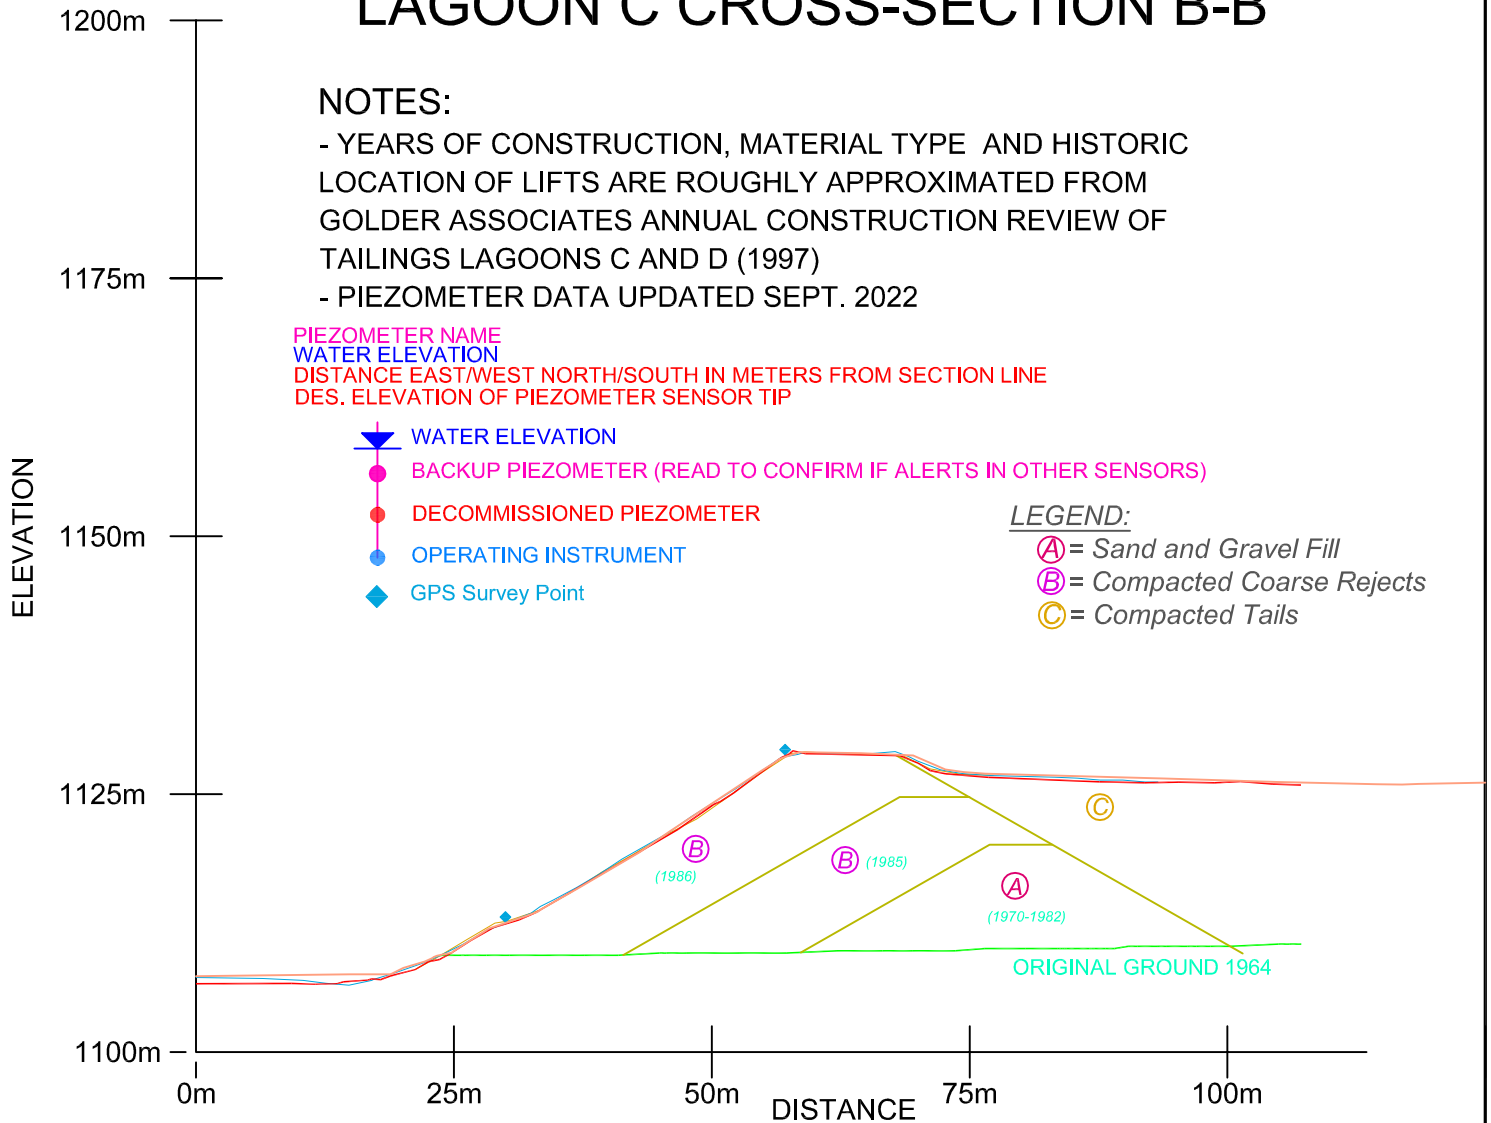 LAGOON C CROSS-SECTION B-B
1200m
NOTES:
- YEARS OF CONSTRUCTION, MATERIAL TYPE AND HISTORIC
LOCATION OF LIFTS ARE ROUGHLY APPROXIMATED FROM
GOLDER ASSOCIATES ANNUAL CONSTRUCTION REVIEW OF
TAILINGS LAGOONS C AND D (1997)
- PIEZOMETER DATA UPDATED SEPT. 2022
1175m
PIEZOMETER NAME
WATER ELEVATION
DISTANCE EAST/WEST NORTH/SOUTH IN METERS FROM SECTION LINE
DES. ELEVATION OF PIEZOMETER SENSOR TIP
WATER ELEVATION
BACKUP PIEZOMETER (READ TO CONFIRM IF ALERTS IN OTHER SENSORS)
DECOMMISSIONED PIEZOMETER
OPERATING INSTRUMENT
GPS Survey Point
LEGEND:
A = Sand and Gravel Fill
B = Compacted Coarse Rejects
C = Compacted Tails
1150m
ELEVATION
1125m
C
B
(1986)
B (1985)
A
(1970-1982)
ORIGINAL GROUND 1964
1100m
0m 25m 50m 75m 100m
DISTANCE